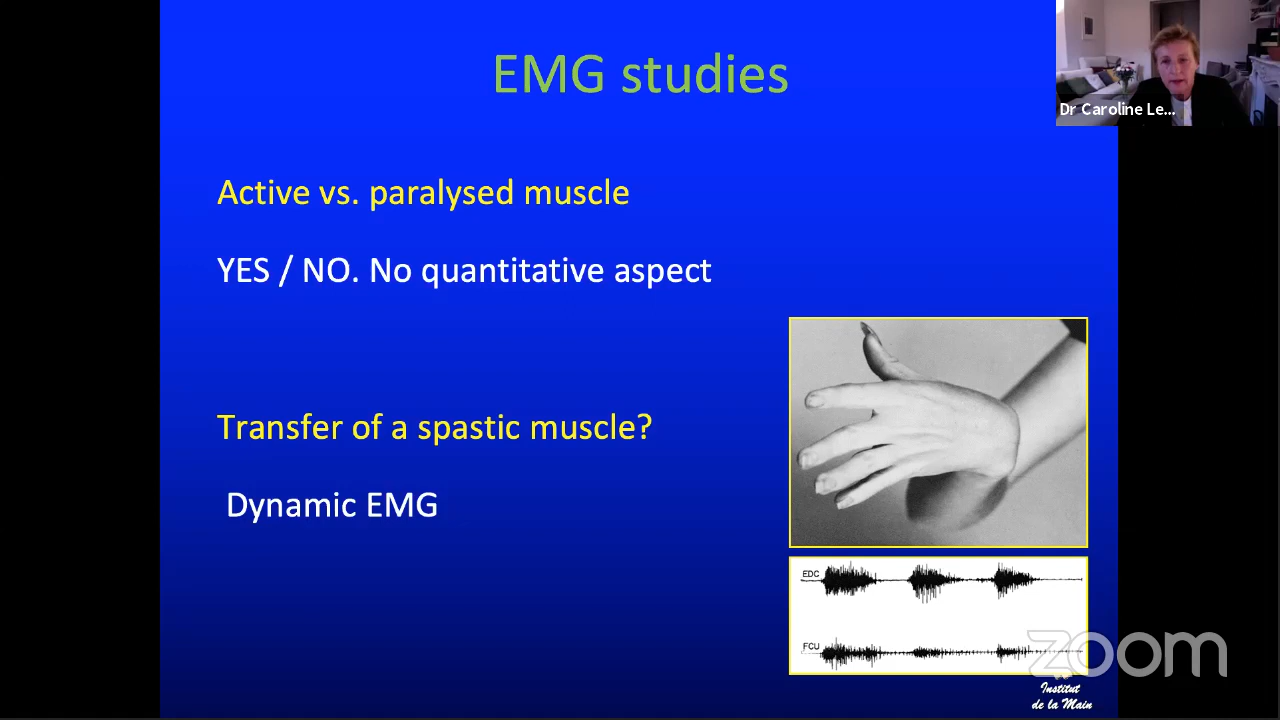 EMG studies
Dr Caroline Le...
Active vs. paralysed muscle
YES / NO. No quantitative aspect
Transfer of a spastic muscle?
Dynamic EMG
EDC
FCU
zoom
Institut
de la Main